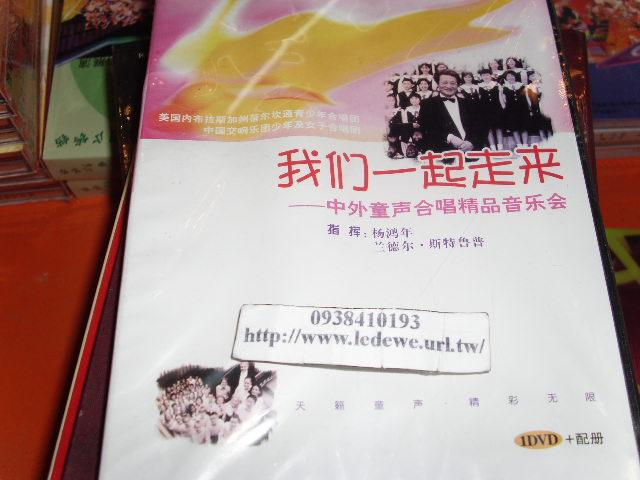 美国内布拉斯加州蓓尔坎通青少年合唱团
中国交响乐团少年及女子合唱团
我们一起走来
——中外童声合唱精品音乐会
指挥：杨鸿年
兰德尔·斯特鲁普
0938410193
http://www.ledewe.url.tw/
天籁童声·精彩无限
1DVD+配册